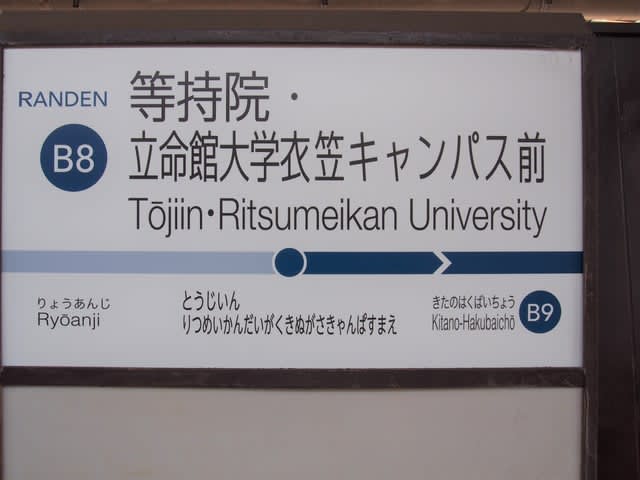 RANDEN
等持院・
B8
立命館大学衣笠キャンパス前
Tōjiin・Ritsumeikan University
りょうあんじ
Ryōanji
とうじいん
りつめいかんだいがくきぬがさきゃんぱすまえ
きたのはくばいちょう
Kitano-Hakubaichō
B9